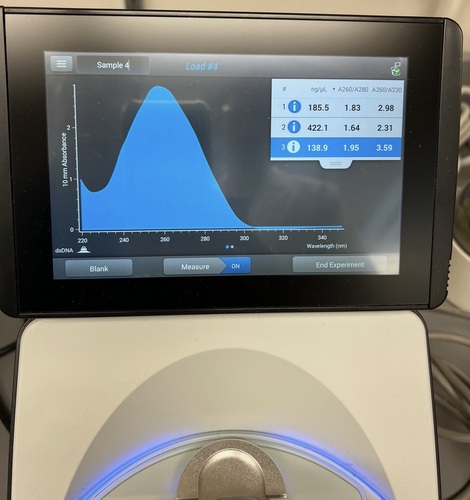 Sample 4
Load #4
# ng/µL A260/A280 A260/A230
1 185.5 1.83 2.98
2 422.1 1.64 2.31
3 138.9 1.95 3.59
10 mm Absorbance
2
1
0
220 240 260 280 300 320 340
dsDNA
Wavelength (nm)
Blank
Measure ON
End Experiment